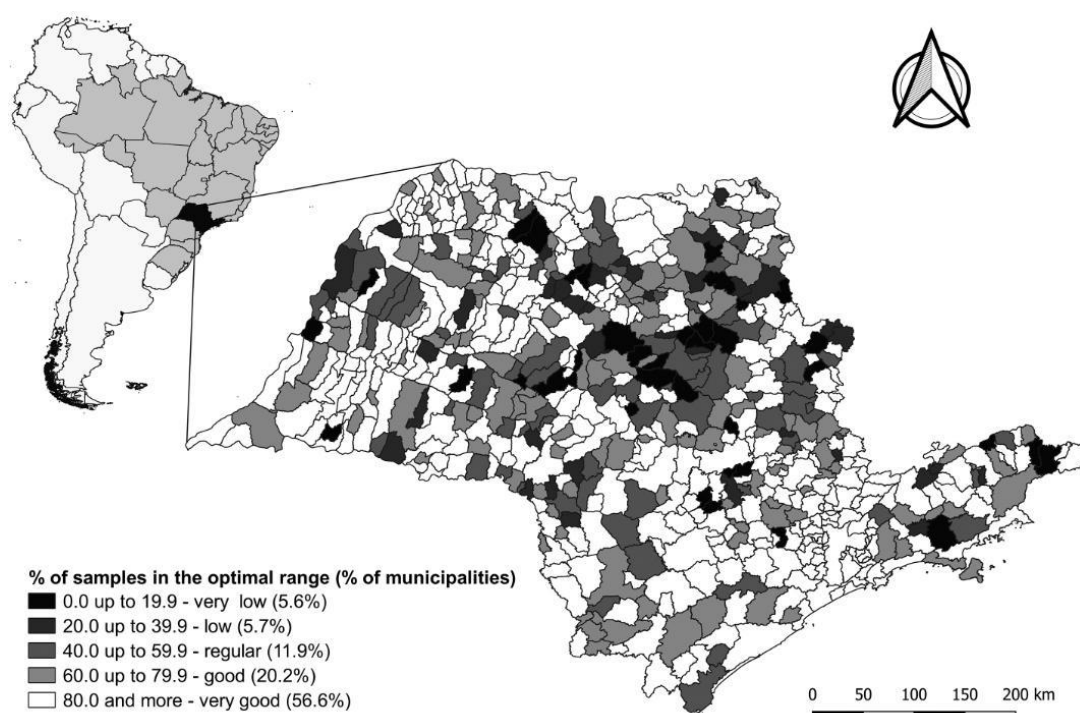 % of samples in the optimal range (% of municipalities)
0.0 up to 19.9 - very low (5.6%)
20.0 up to 39.9 - low (5.7%)
40.0 up to 59.9 - regular (11.9%)
60.0 up to 79.9 - good (20.2%)
80.0 and more - very good (56.6%)
0 50 100 150 200 km